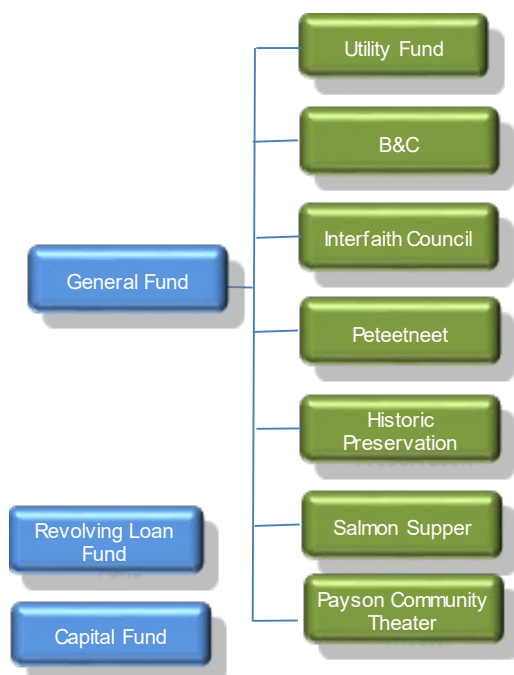 Utility Fund
B&C
Interfaith Council
General Fund
Peteetneet
Historic
Preservation
Revolving Loan
Fund
Salmon Supper
Capital Fund
Payson Community
Theater